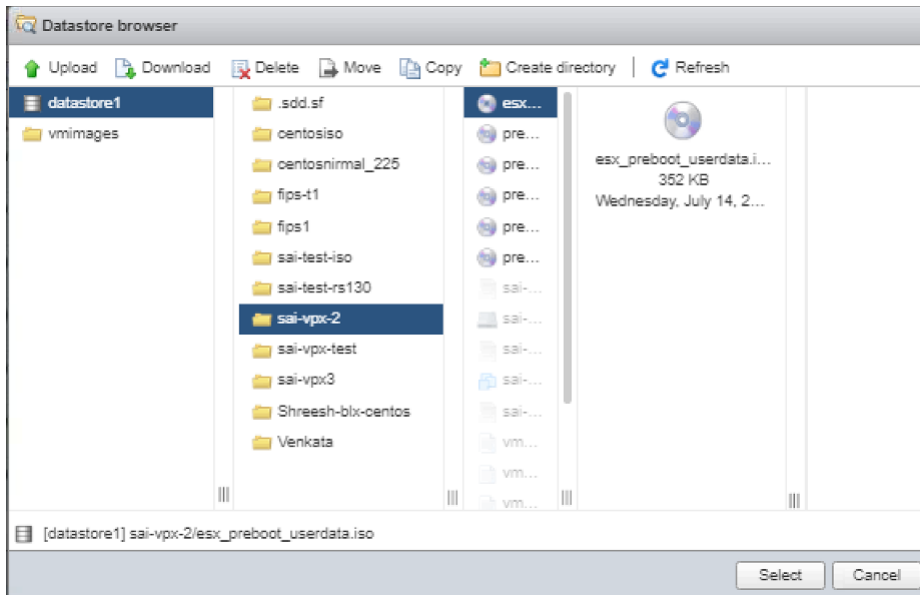 Datastore browser
Upload Download Delete Move Copy Create directory Refresh
datastore1
vmimages
.sdd.sf
centosiso
centosnirmal_225
fips-t1
fips1
sai-test-iso
sai-test-rs130
sai-vpx-2
sai-vpx-test
sai-vpx3
Shreesh-blx-centos
Venkata
esx...
pre...
pre...
pre...
pre...
pre...
sai-...
sai-...
sai-...
sai-...
sai-...
vm...
vm...
vm...
esx_preboot_userdata.i...
352 KB
Wednesday, July 14, 2...
[datastore1] sai-vpx-2/esx_preboot_userdata.iso
Select Cancel